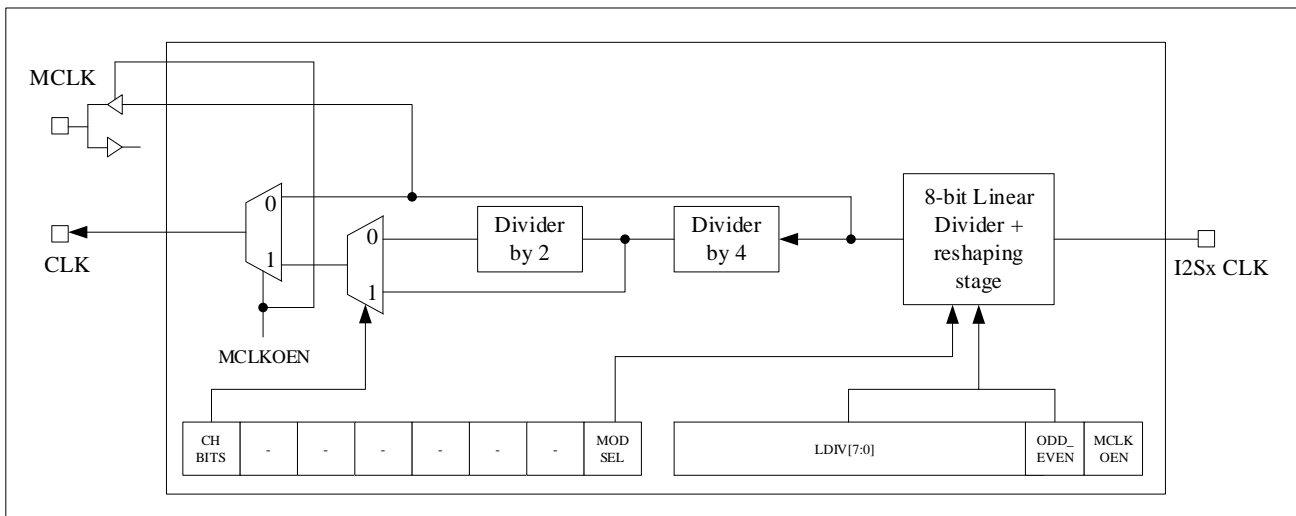 MCLK
0
8-bit Linear
Divider +
reshaping
stage
0
Divider
by 2
Divider
by 4
CLK
1
I2Sx CLK
1
MCLKOEN
CH
BITS
-
-
-
-
-
-
MOD
SEL
LDIV[7:0]
ODD_
EVEN
MCLK
OEN